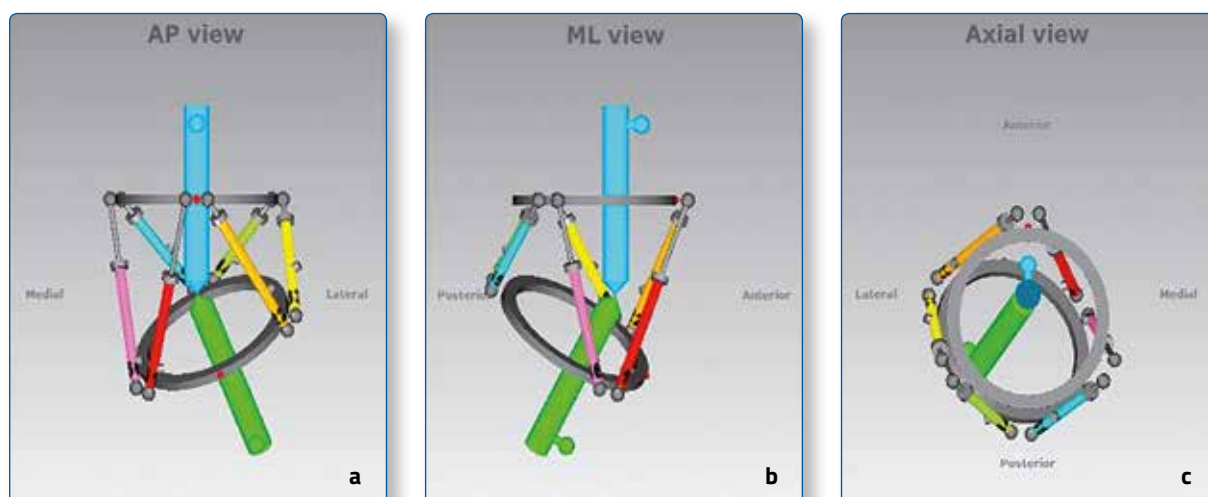 AP view
Medial
Lateral
a
ML view
Posterior
Anterior
b
Axial view
Anterior
Lateral
Medial
Posterior
c